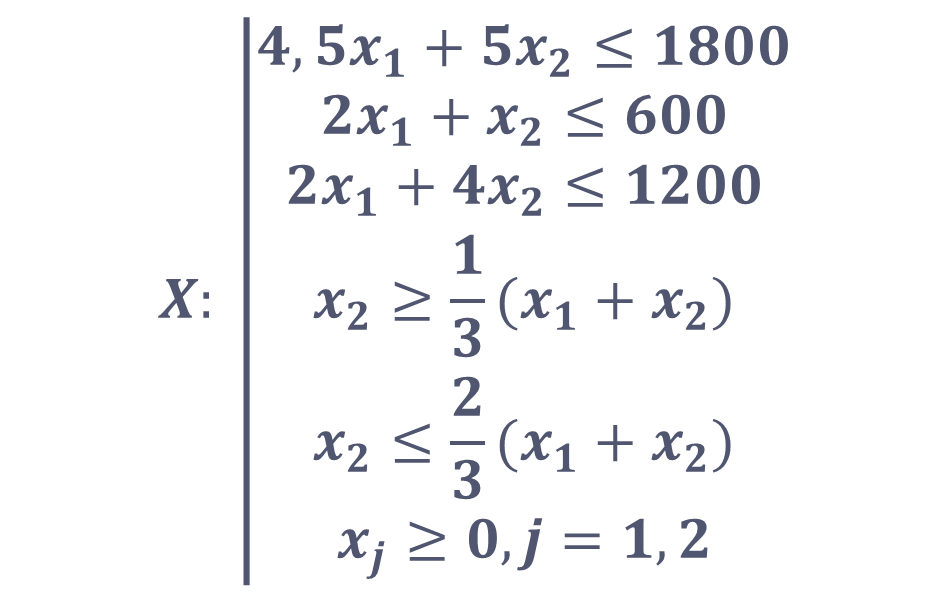 4,5x₁ + 5x₂ ≤ 1800
2x₁ + x₂ ≤ 600
2x₁ + 4x₂ ≤ 1200
X: x₂ ≥ 1/3 (x₁ + x₂)
x₂ ≤ 2/3 (x₁ + x₂)
xⱼ ≥ 0, j = 1, 2